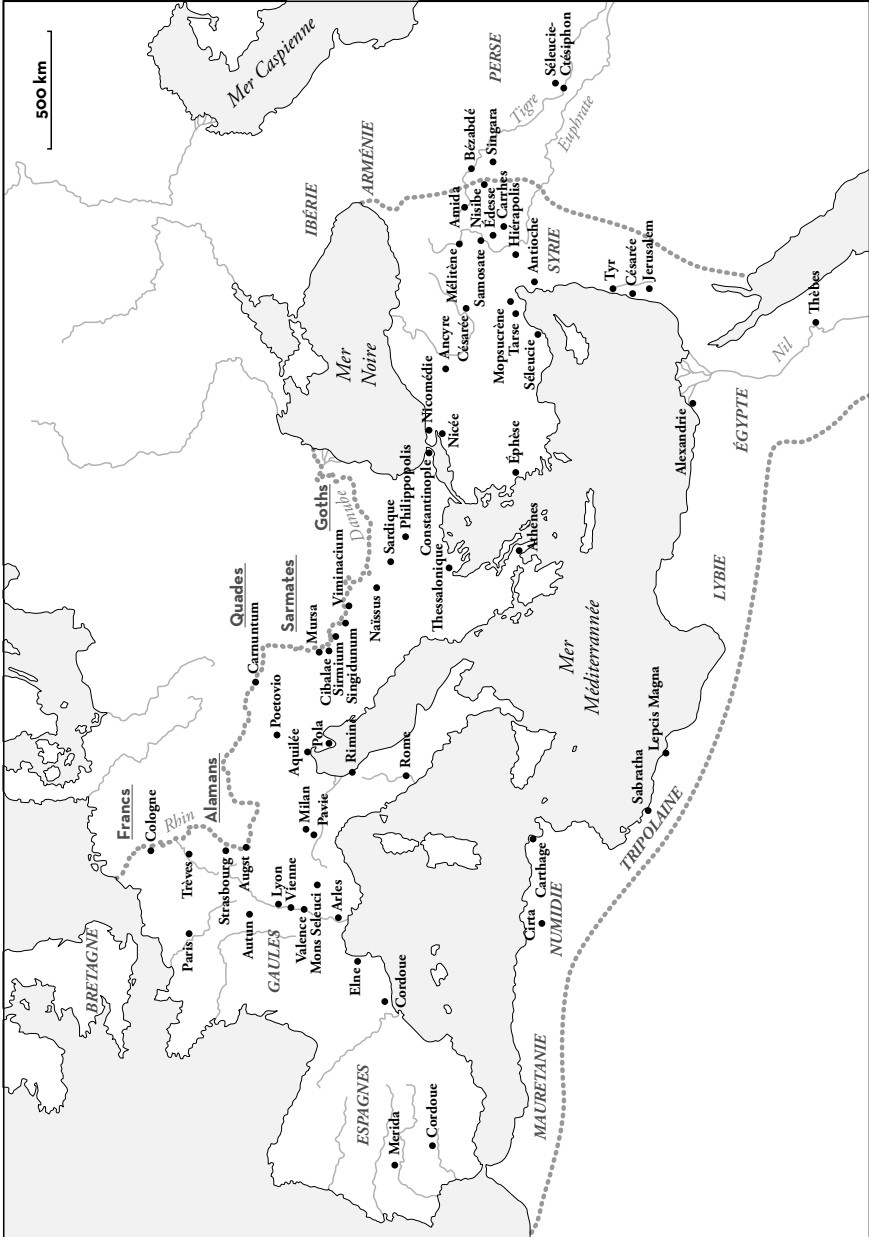 500 km
Mer Caspienne
BRETAGNE
Francs
Cologne
Rhin
Paris
Trèves
Alamans
Strasbourg
Augst
Autun
GAULES
Lyon
Vienne
Valence
Mons Seleuci
Arles
Elne
Cordoue
ESPAGNES
Merida
Cordoue
Milan
Pavie
Aquilée
Pola
Rimini
Rome
Poetovio
Carnuntum
Quades
Sarmates
Mursa
Cibalae
Sirmium
Singidunum
Viminacium
Goths
Danube
Naïssus
Sardique
Philippopolis
Constantinople
Thessalonique
Athènes
Mer
Noire
IBÉRIE
ARMÉNIE
Nicomédie
Nicée
Ancyre
Césarée
Mélitène
Samosate
Amida
Nisibe
Édesse
Carrhes
Hiérapolis
Bézabdé
Singara
PERSE
Tigre
Euphrate
Séleucie-
Ctésiphon
Éphèse
Mopsucrène
Tarse
Séleucie
Antioche
SYRIE
Tyr
Césarée
Jerusalem
Thèbes
Nil
Alexandrie
ÉGYPTE
LYBIE
Mer
Méditerrannée
Sabratha
Lepcis Magna
TRIPOLAINE
Carthage
Cirta
NUMIDIE
MAURETANIE